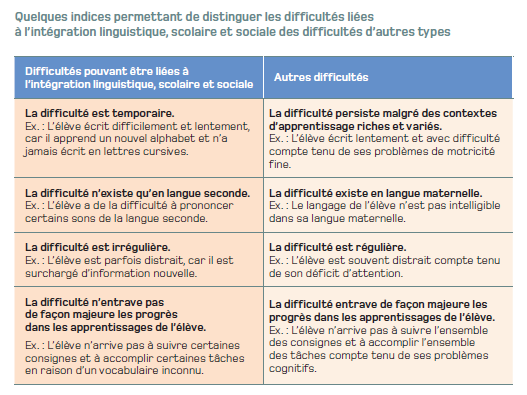 Quelques indices permettant de distinguer les difficultés liées
à l'intégration linguistique, scolaire et sociale des difficultés d'autres types
Difficultés pouvant être liées à
l'intégration linguistique, scolaire et sociale
Autres difficultés
La difficulté est temporaire.
Ex. : L'élève écrit difficilement et lentement,
car il apprend un nouvel alphabet et n'a
jamais écrit en lettres cursives.
La difficulté persiste malgré des contextes
d'apprentissage riches et variés.
Ex. : L'élève écrit lentement et avec difficulté
compte tenu de ses problèmes de motricité
fine.
La difficulté n'existe qu'en langue seconde.
Ex. : L'élève a de la difficulté à prononcer
certains sons de la langue seconde.
La difficulté existe en langue maternelle.
Ex. : Le langage de l'élève n'est pas intelligible
dans sa langue maternelle.
La difficulté est irrégulière.
Ex. : L'élève est parfois distrait, car il est
surchargé d'information nouvelle.
La difficulté est régulière.
Ex. : L'élève est souvent distrait compte tenu
de son déficit d'attention.
La difficulté n'entrave pas
de façon majeure les progrès
dans les apprentissages de l'élève.
Ex. : L'élève n'arrive pas à suivre certaines
consignes et à accomplir certaines tâches
en raison d'un vocabulaire inconnu.
La difficulté entrave de façon majeure les
progrès dans les apprentissages de l'élève.
Ex. : L'élève n'arrive pas à suivre l'ensemble
des consignes et à accomplir l'ensemble
des tâches compte tenu de ses problèmes
cognitifs.